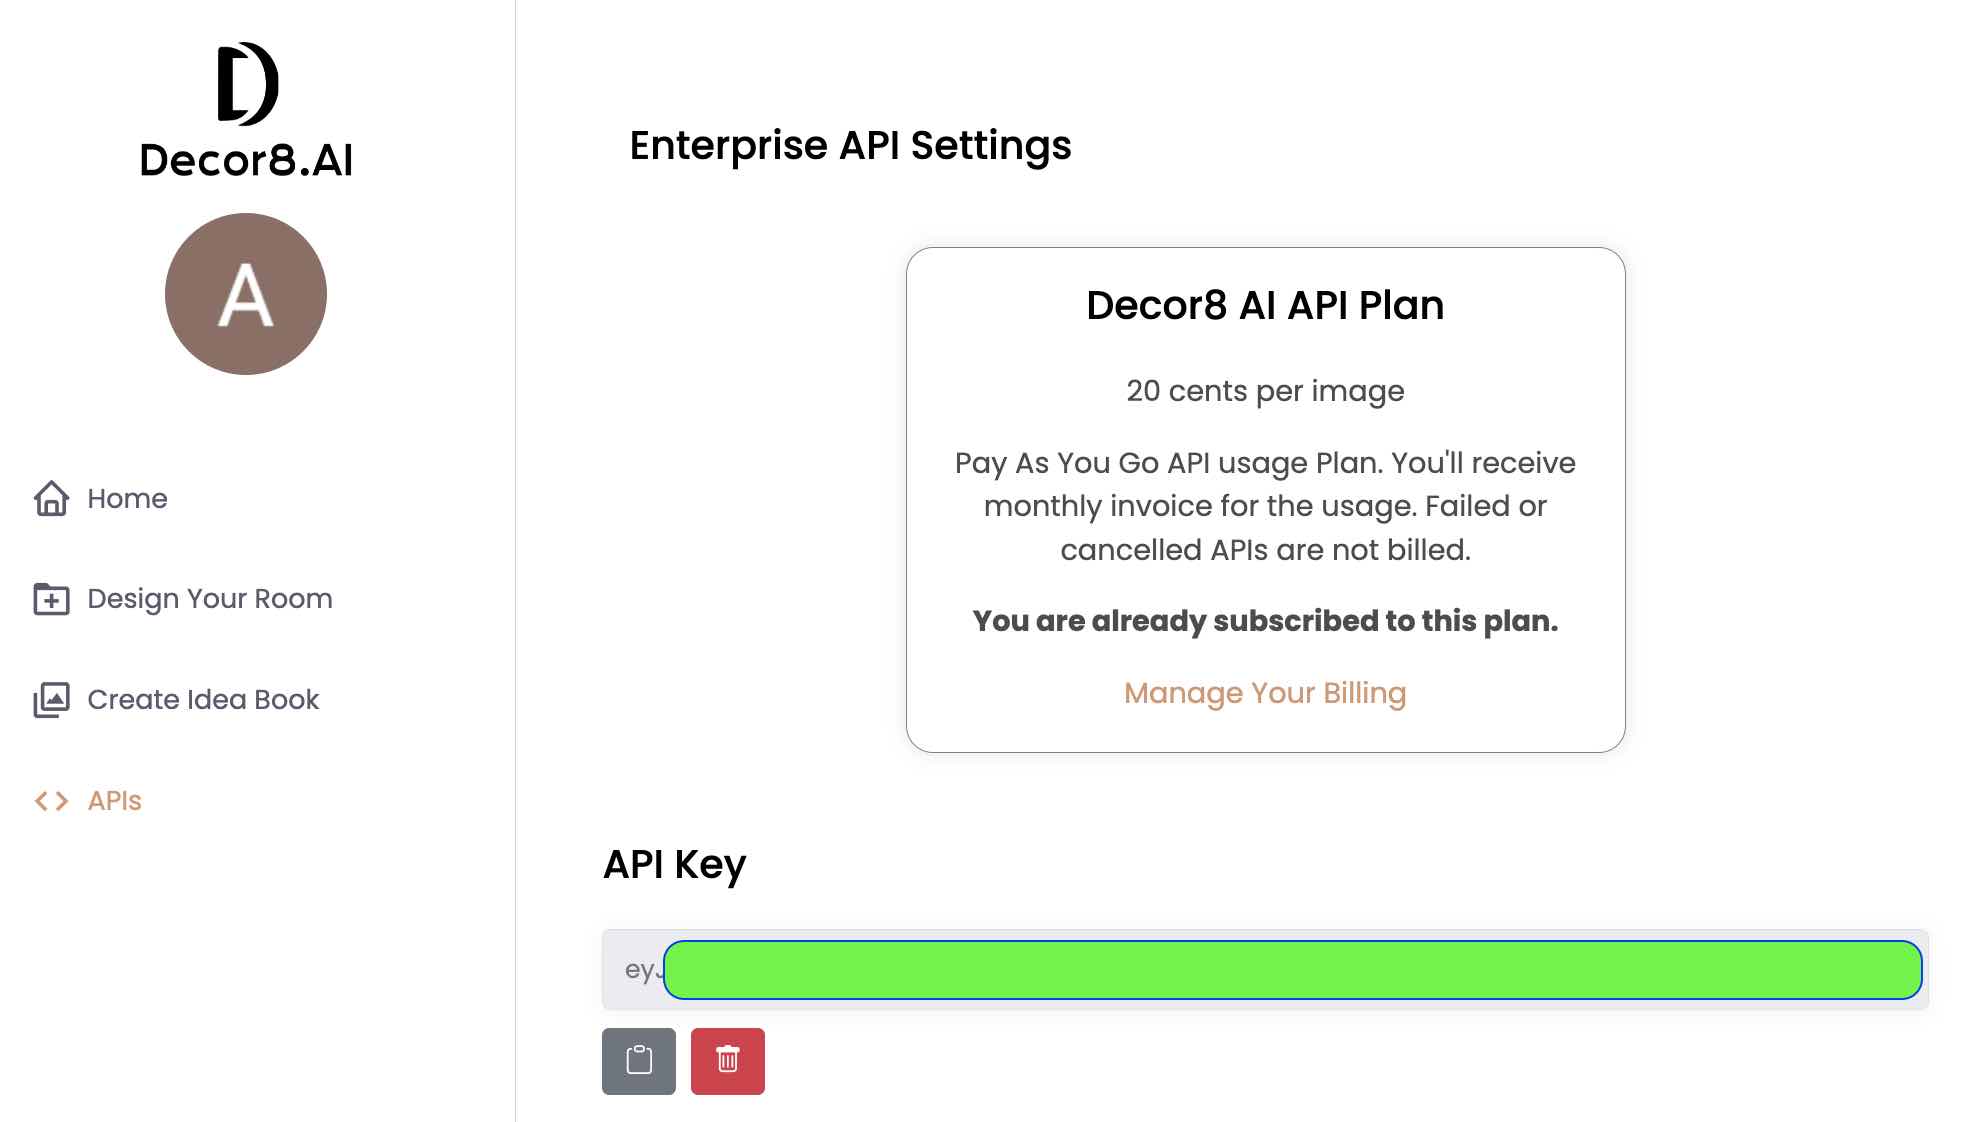 Decor8.AI
A
Home
Design Your Room
Create Idea Book
APIs
Enterprise API Settings
Decor8 AI API Plan
20 cents per image
Pay As You Go API usage Plan. You'll receive
monthly invoice for the usage. Failed or
cancelled APIs are not billed.
You are already subscribed to this plan.
Manage Your Billing
API Key
eyJ